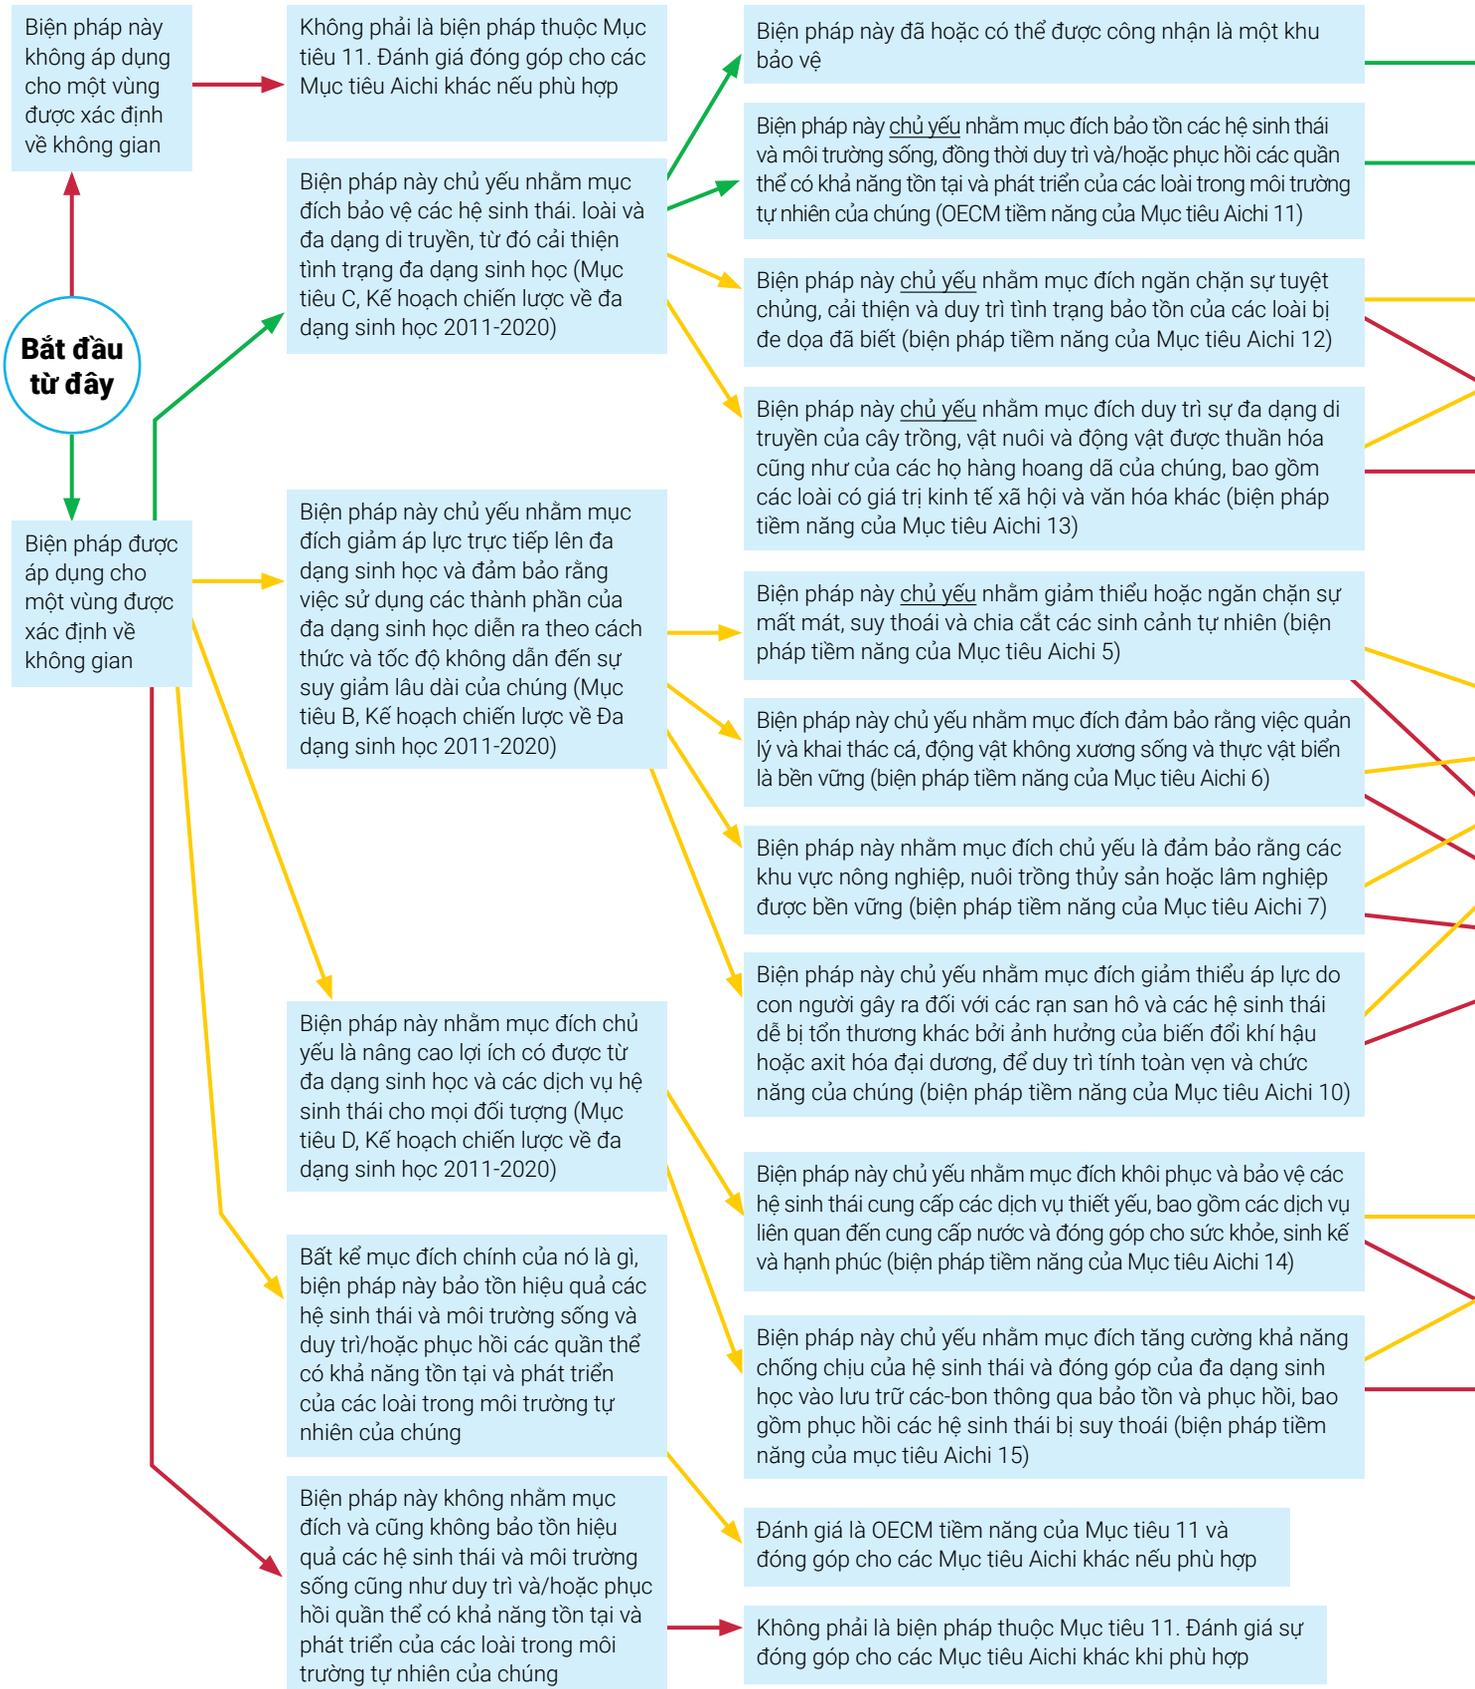 Biện pháp này
không áp dụng
cho một vùng
được xác định
về không gian
Bắt đầu
từ đây
Biện pháp được
áp dụng cho
một vùng được
xác định về
không gian
Không phải là biện pháp thuộc Mục
tiêu 11. Đánh giá đóng góp cho các
Mục tiêu Aichi khác nếu phù hợp
Biện pháp này chủ yếu nhằm mục
đích bảo vệ các hệ sinh thái. loài và
đa dạng di truyền, từ đó cải thiện
tình trạng đa dạng sinh học (Mục
tiêu C, Kế hoạch chiến lược về đa
dạng sinh học 2011-2020)
Biện pháp này chủ yếu nhằm mục
đích giảm áp lực trực tiếp lên đa
dạng sinh học và đảm bảo rằng
việc sử dụng các thành phần của
đa dạng sinh học diễn ra theo cách
thức và tốc độ không dẫn đến sự
suy giảm lâu dài của chúng (Mục
tiêu B, Kế hoạch chiến lược về Đa
dạng sinh học 2011-2020)
Biện pháp này nhằm mục đích chủ
yếu là nâng cao lợi ích có được từ
đa dạng sinh học và các dịch vụ hệ
sinh thái cho mọi đối tượng (Mục
tiêu D, Kế hoạch chiến lược về đa
dạng sinh học 2011-2020)
Bất kể mục đích chính của nó là gì,
biện pháp này bảo tồn hiệu quả các
hệ sinh thái và môi trường sống và
duy trì/hoặc phục hồi các quần thể
có khả năng tồn tại và phát triển
của các loài trong môi trường tự
nhiên của chúng
Biện pháp này không nhằm mục
đích và cũng không bảo tồn hiệu
quả các hệ sinh thái và môi trường
sống cũng như duy trì và/hoặc phục
hồi quần thể có khả năng tồn tại và
phát triển của các loài trong môi
trường tự nhiên của chúng
Biện pháp này đã hoặc có thể được công nhận là một khu
bảo vệ
Biện pháp này chủ yếu nhằm mục đích bảo tồn các hệ sinh thái
và môi trường sống, đồng thời duy trì và/hoặc phục hồi các quần
thể có khả năng tồn tại và phát triển của các loài trong môi trường
tự nhiên của chúng (OECM tiềm năng của Mục tiêu Aichi 11)
Biện pháp này chủ yếu nhằm mục đích ngăn chặn sự tuyệt
chủng, cải thiện và duy trì tình trạng bảo tồn của các loài bị
đe dọa đã biết (biện pháp tiềm năng của Mục tiêu Aichi 12)
Biện pháp này chủ yếu nhằm mục đích duy trì sự đa dạng di
truyền của cây trồng, vật nuôi và động vật được thuần hóa
cũng như của các họ hàng hoang dã của chúng, bao gồm
các loài có giá trị kinh tế xã hội và văn hóa khác (biện pháp
tiềm năng của Mục tiêu Aichi 13)
Biện pháp này chủ yếu nhằm giảm thiểu hoặc ngăn chặn sự
mất mát, suy thoái và chia cắt các sinh cảnh tự nhiên (biện
pháp tiềm năng của Mục tiêu Aichi 5)
Biện pháp này chủ yếu nhằm mục đích đảm bảo rằng việc quản
lý và khai thác cá, động vật không xương sống và thực vật biển
là bền vững (biện pháp tiềm năng của Mục tiêu Aichi 6)
Biện pháp này nhằm mục đích chủ yếu là đảm bảo rằng các
khu vực nông nghiệp, nuôi trồng thủy sản hoặc lâm nghiệp
được bền vững (biện pháp tiềm năng của Mục tiêu Aichi 7)
Biện pháp này chủ yếu nhằm mục đích giảm thiểu áp lực do
con người gây ra đối với các rạn san hô và các hệ sinh thái
dễ bị tổn thương khác bởi ảnh hưởng của biến đổi khí hậu
hoặc axit hóa đại dương, để duy trì tính toàn vẹn và chức
năng của chúng (biện pháp tiềm năng của Mục tiêu Aichi 10)
Biện pháp này chủ yếu nhằm mục đích khôi phục và bảo vệ các
hệ sinh thái cung cấp các dịch vụ thiết yếu, bao gồm các dịch vụ
liên quan đến cung cấp nước và đóng góp cho sức khỏe, sinh kế
và hạnh phúc (biện pháp tiềm năng của Mục tiêu Aichi 14)
Biện pháp này chủ yếu nhằm mục đích tăng cường khả năng
chống chịu của hệ sinh thái và đóng góp của đa dạng sinh
học vào lưu trữ các-bon thông qua bảo tồn và phục hồi, bao
gồm phục hồi các hệ sinh thái bị suy thoái (biện pháp tiềm
năng của mục tiêu Aichi 15)
Đánh giá là OECM tiềm năng của Mục tiêu 11 và
đóng góp cho các Mục tiêu Aichi khác nếu phù hợp
Không phải là biện pháp thuộc Mục tiêu 11. Đánh giá sự
đóng góp cho các Mục tiêu Aichi khác khi phù hợp